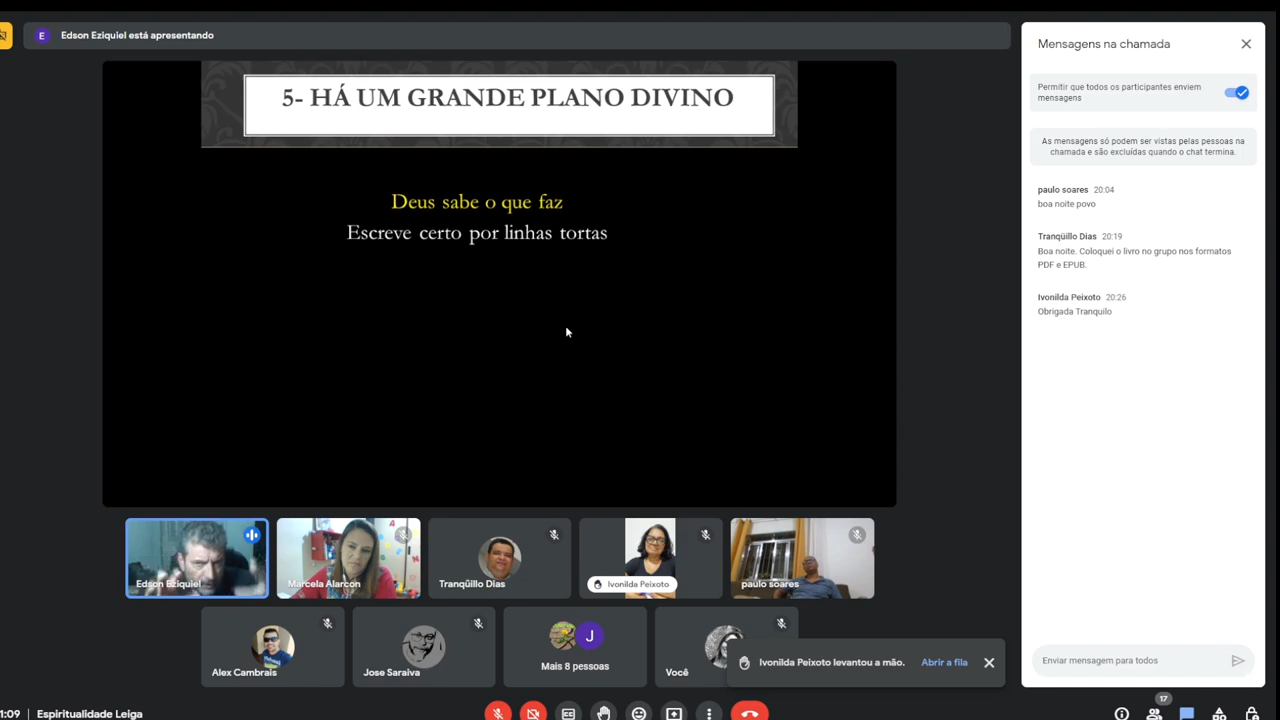 E Edson Eziquiel está apresentando
5- HÁ UM GRANDE PLANO DIVINO
Deus sabe o que faz
Escreve certo por linhas tortas
Edson Eziquiel
Marcela Alarcon
Tranqüillo Dias
Ivonilda Peixoto
paulo soares
Alex Cambrais
Jose Saraiva
J
Mais 8 pessoas
Você
Ivonilda Peixoto levantou a mão. Abrir a fila
1:09 | Espiritualidade Leiga
Mensagens na chamada
Permitir que todos os participantes enviem
mensagens
As mensagens só podem ser vistas pelas pessoas na
chamada e são excluídas quando o chat termina.
paulo soares 20:04
boa noite povo
Tranqüillo Dias 20:19
Boa noite. Coloquei o livro no grupo nos formatos
PDF e EPUB.
Ivonilda Peixoto 20:26
Obrigada Tranquilo
Enviar mensagem para todos
17